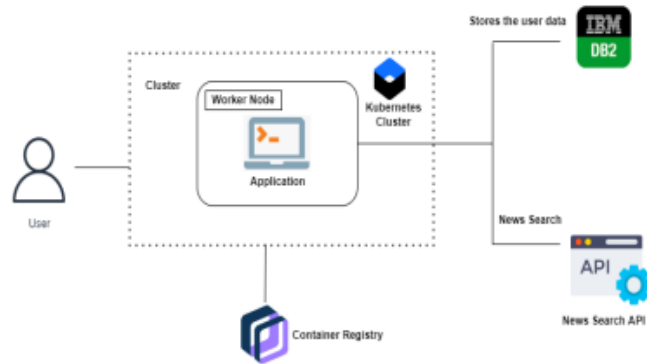 Stores the user data
IBM
DB2
Cluster
Worker Node
Kubernetes
Cluster
Application
User
News Search
API
News Search API
Container Registry